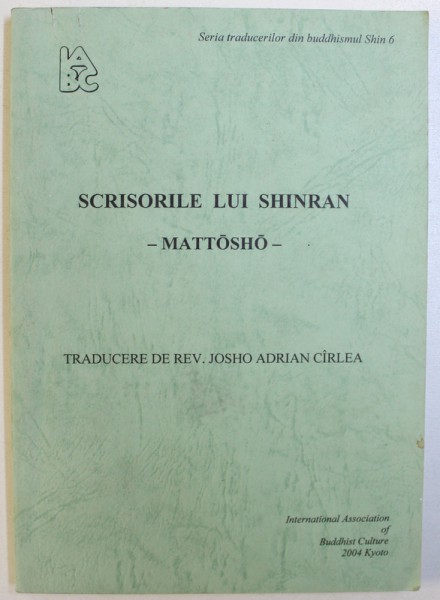 IABC
Seria traducerilor din buddhismul Shin 6
SCRISORILE LUI SHINRAN
– MATTŌSHŌ –
TRADUCERE DE REV. JOSHO ADRIAN CÎRLEA
International Association
of
Buddhist Culture
2004 Kyoto